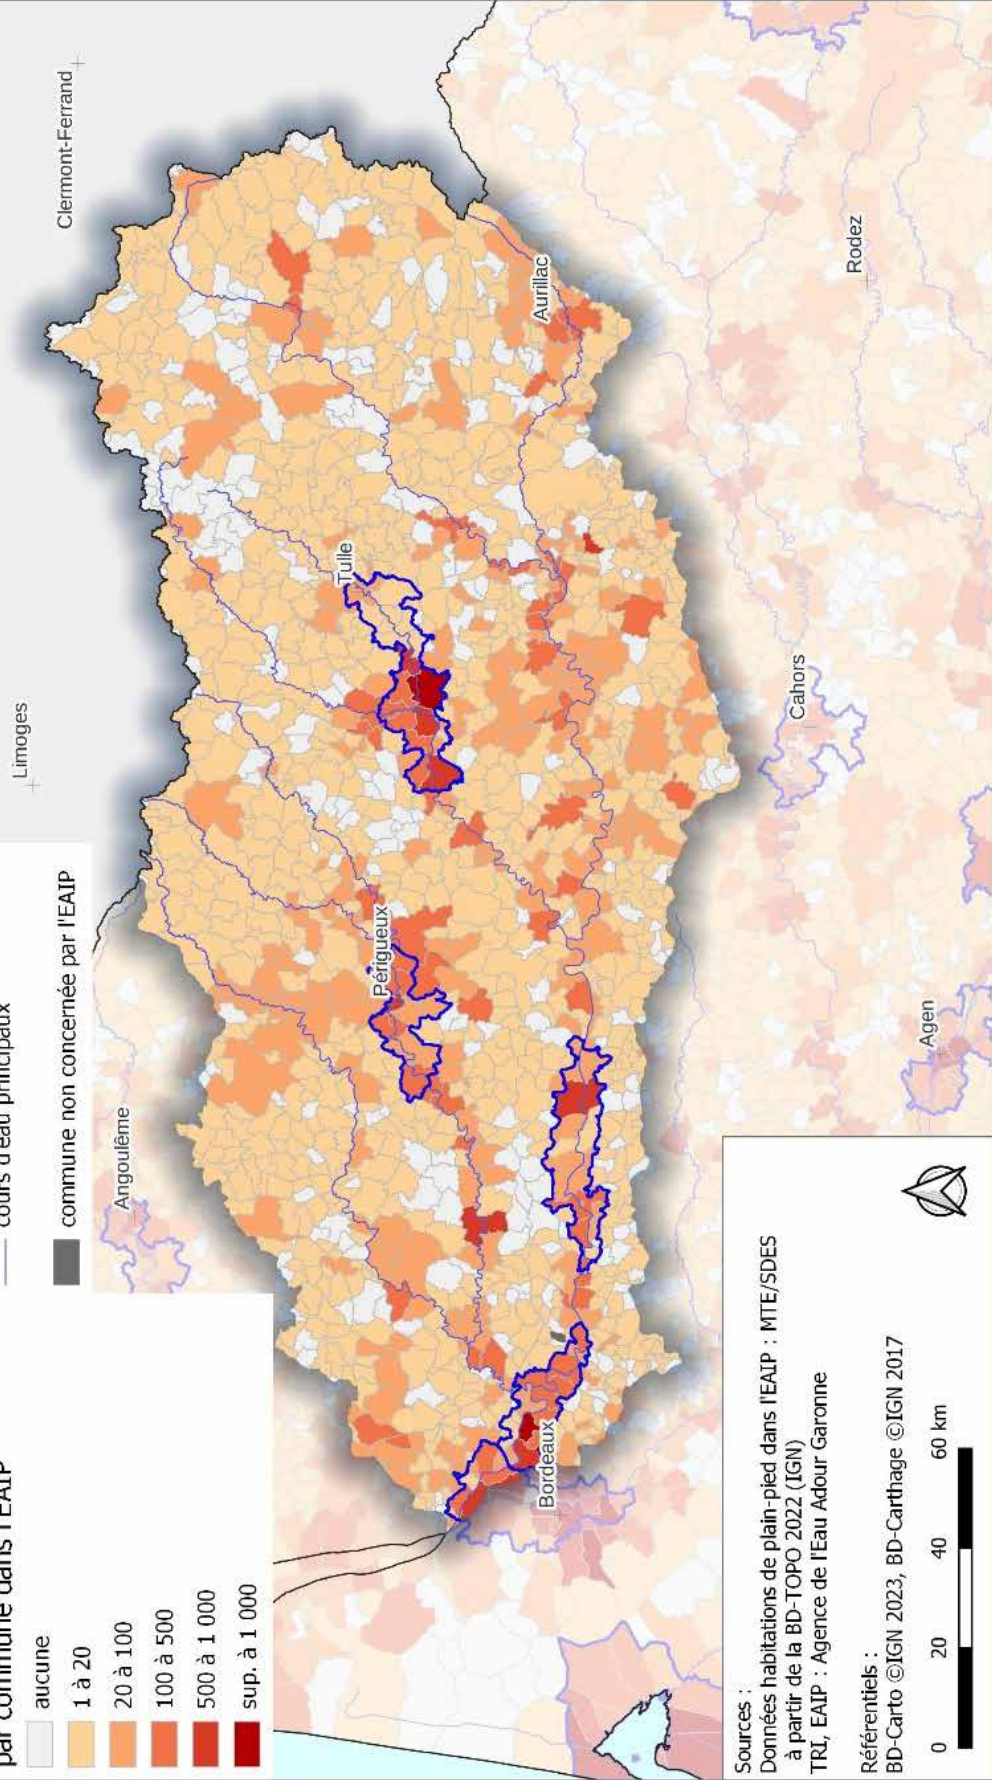 par commune dans l'EAIP
aucune
1 à 20
20 à 100
100 à 500
500 à 1 000
sup. à 1 000
cours d'eau principaux
commune non concernée par l'EAIP
Limoges
Clermont-Ferrand
Angoulême
Périgueux
Tulle
Aurillac
Bordeaux
Cahors
Rodez
Agen
Sources :
Données habitations de plain-pied dans l'EAIP : MTE/SDES
à partir de la BD-TOPO 2022 (IGN)
TRI, EAIP : Agence de l'Eau Adour Garonne
Référentiels :
BD-Carto ©IGN 2023, BD-Carthage ©IGN 2017
0 20 40 60 km